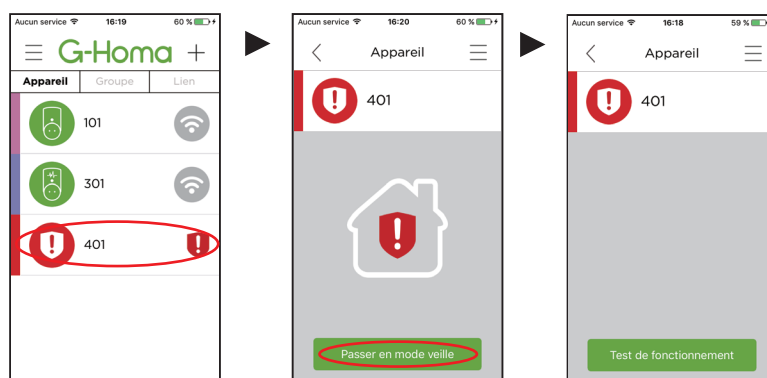 Aucun service 16:19 60 %
G-Homa
Appareil Groupe Lien
101
301
401
Aucun service 16:20 60 %
Appareil
401
Passer en mode veille
Aucun service 16:18 59 %
Appareil
401
Test de fonctionnement